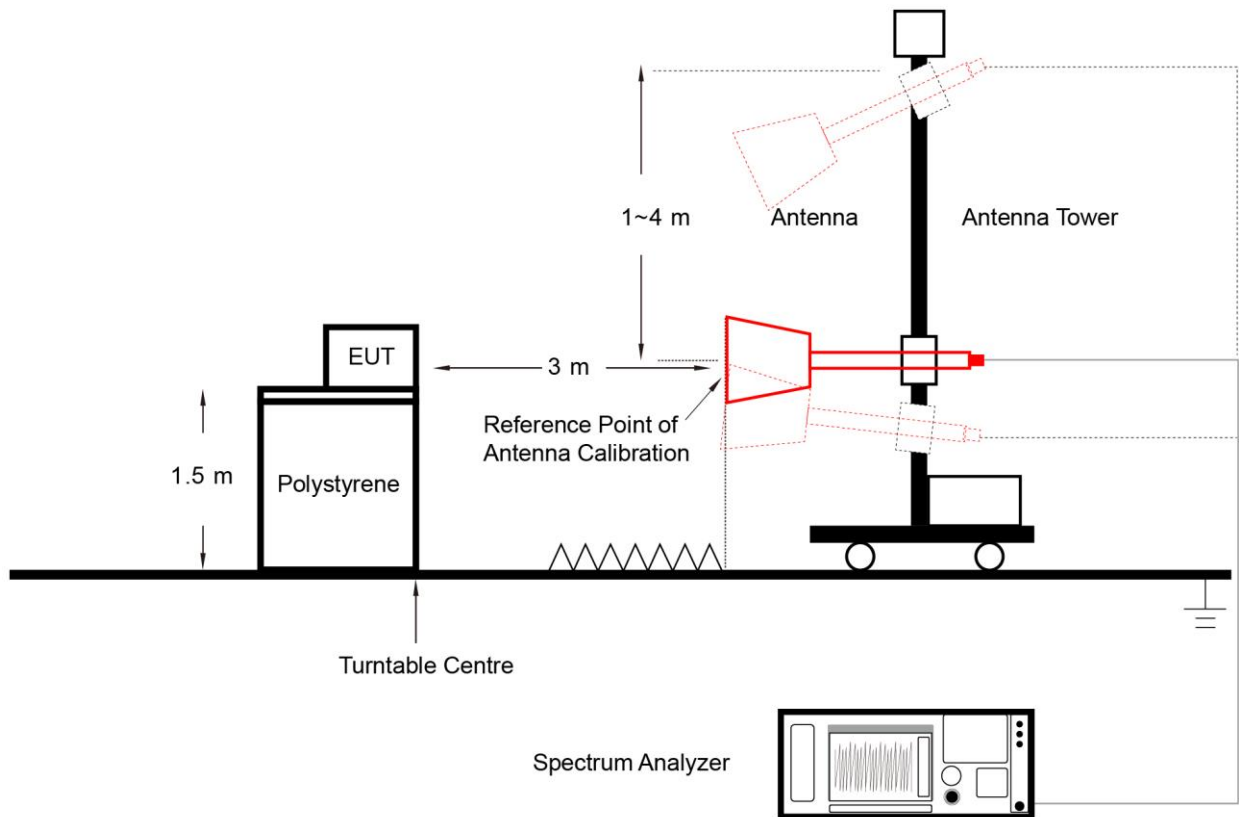 1~4 m
Antenna
Antenna Tower
EUT
3 m
Reference Point of
Antenna Calibration
1.5 m
Polystyrene
Turntable Centre
Spectrum Analyzer